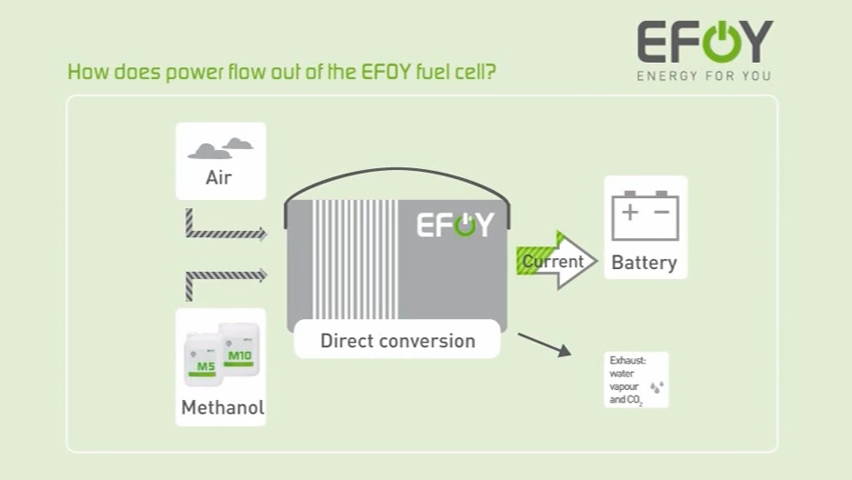 EFOY
ENERGY FOR YOU
How does power flow out of the EFOY fuel cell?
Air
EFOY
Current
Battery
Direct conversion
M5
M10
Methanol
Exhaust:
water
vapour
and CO₂